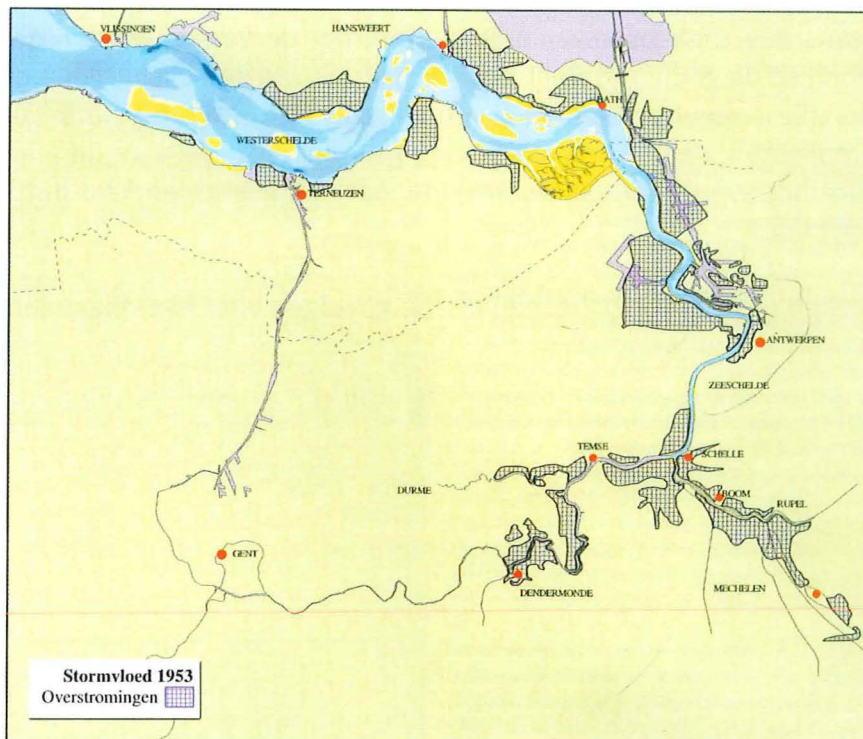 VLISSINGEN
HANSWEERT
BATH
WESTERSCHELDE
TERNEUZEN
ANTWERPEN
ZEESCHELDE
TEMSE
SCHELLE
DURME
BOOM
RUPEL
GENT
DENDERMONDE
MECHELEN
Stormvloed 1953
Overstromingen